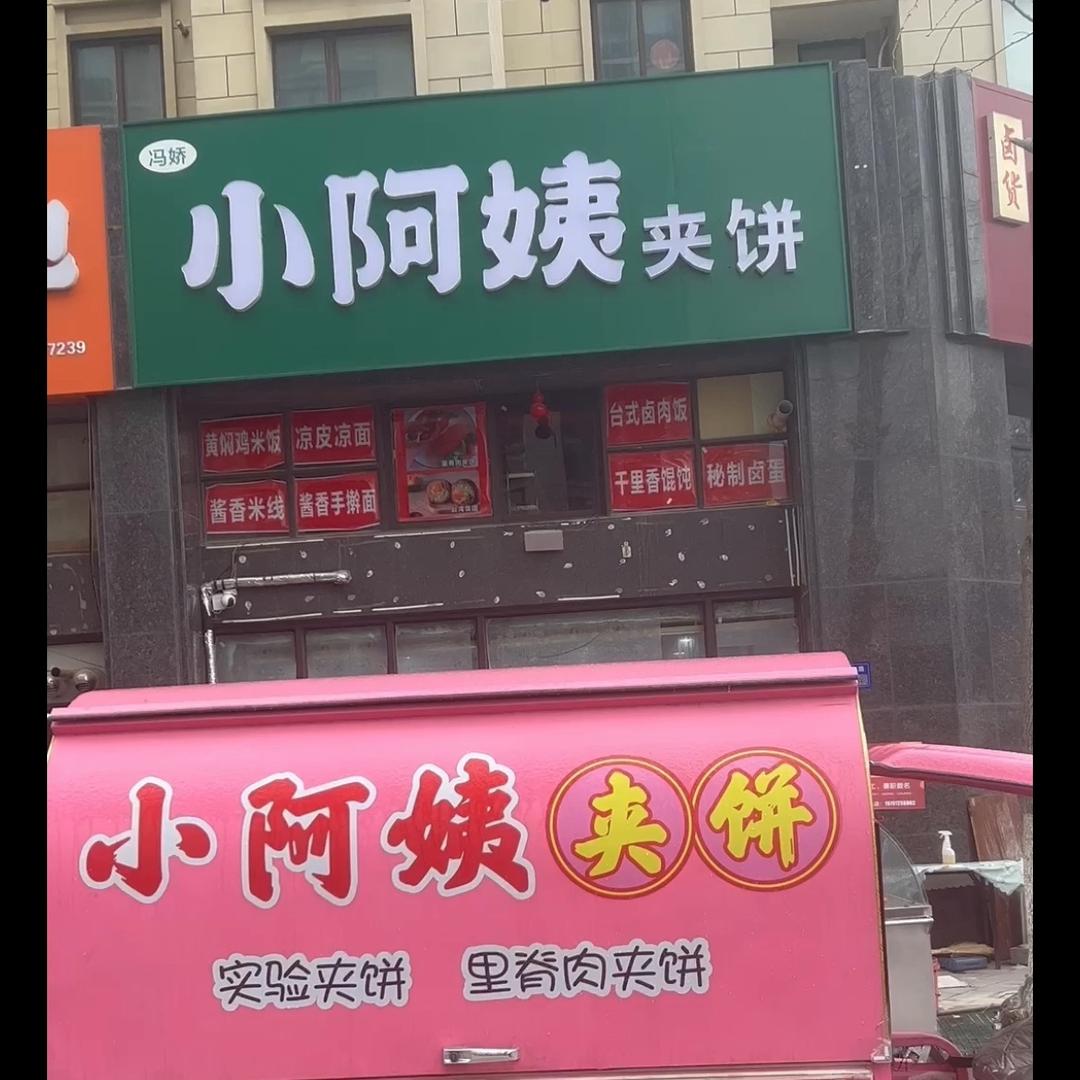 冯娇
小阿姨夹饼
卤货
7239
黄焖鸡米饭
凉皮凉面
台式卤肉饭
酱香米线
酱香手擀面
千里香馄饨
秘制卤蛋
小阿姨夹饼
实验夹饼
里脊肉夹饼